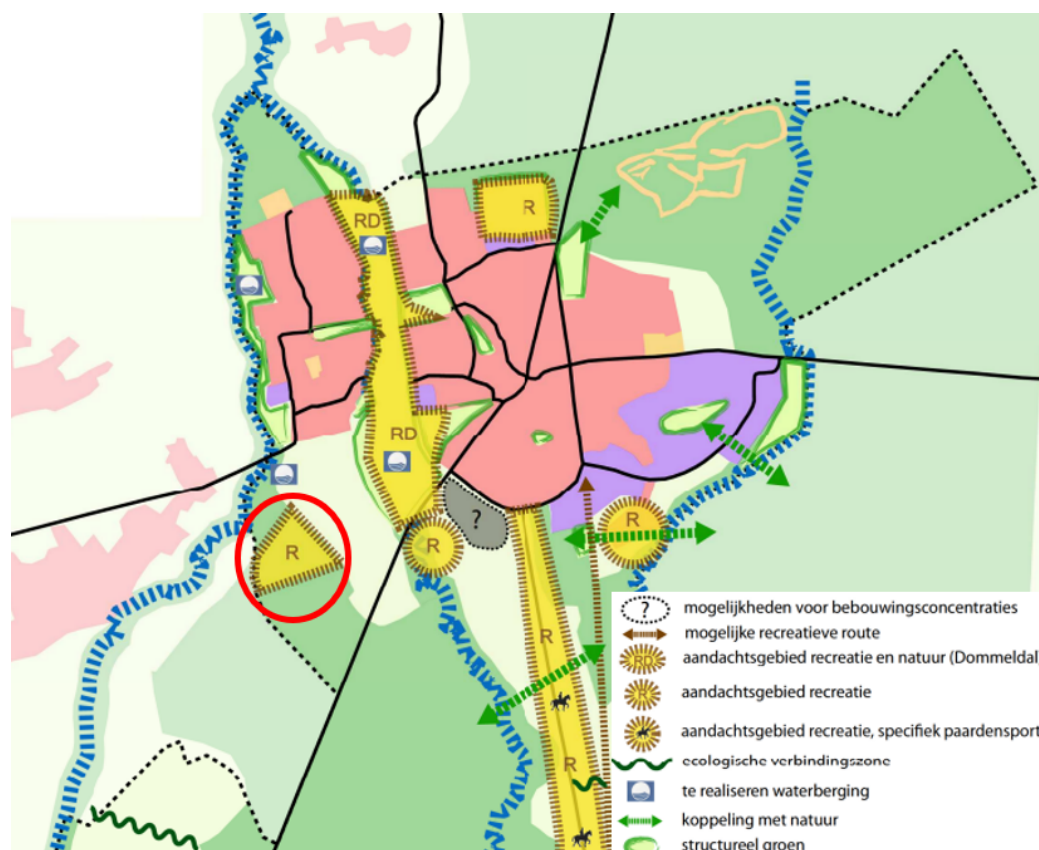 R
RD
RD
R
?
R
R
R
R
? mogelijkheden voor bebouwingsconcentraties
mogelijke recreatieve route
RD aandachtsgebied recreatie en natuur (Dommeldal)
R aandachtsgebied recreatie
aandachtsgebied recreatie, specifiek paardensport
ecologische verbindingszone
te realiseren waterberging
koppeling met natuur
structureel groen